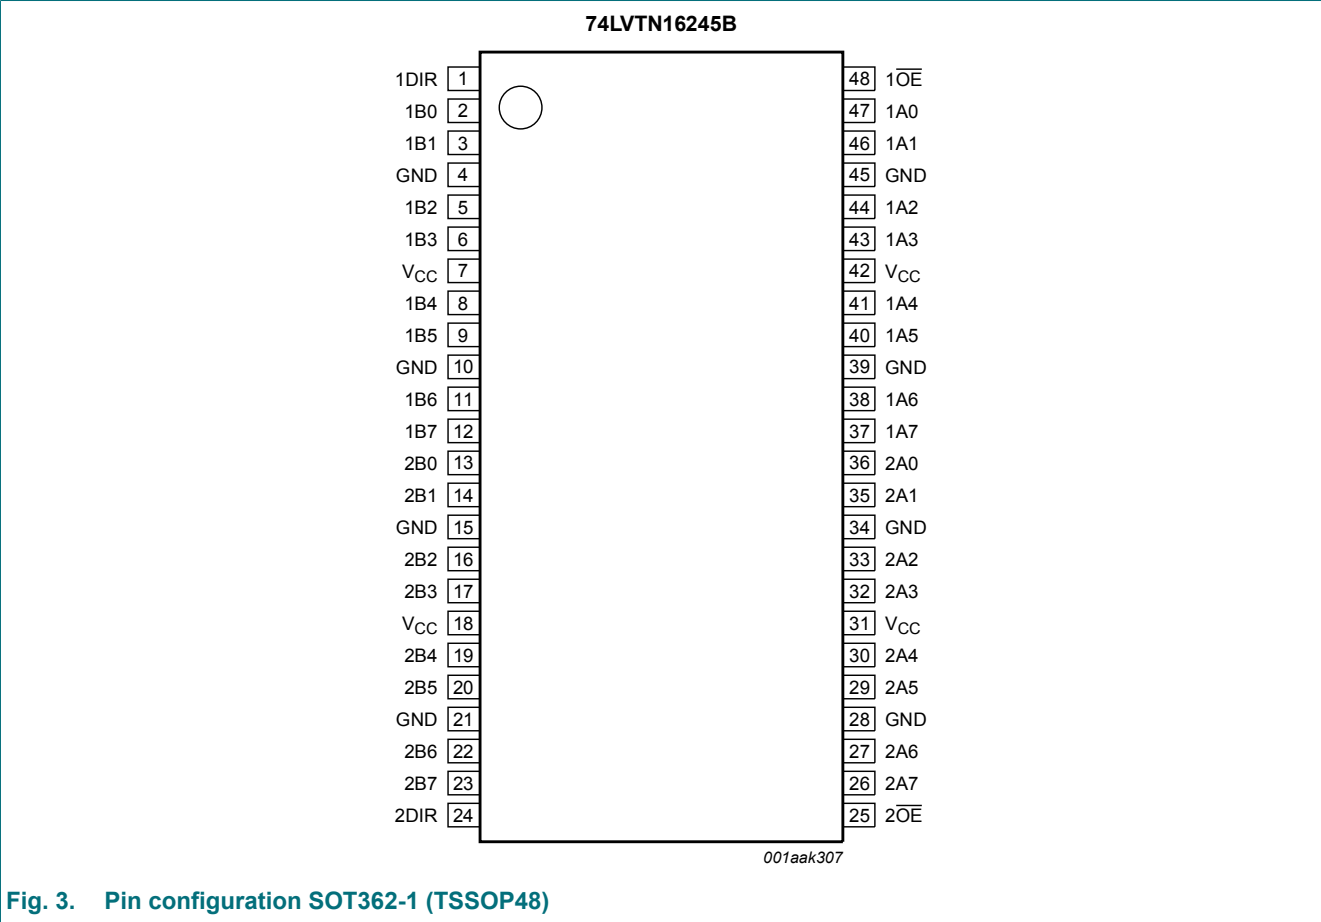 74LVTN16245B
1DIR 1 48 1O̅E̅
1B0 2 47 1A0
1B1 3 46 1A1
GND 4 45 GND
1B2 5 44 1A2
1B3 6 43 1A3
VCC 7 42 VCC
1B4 8 41 1A4
1B5 9 40 1A5
GND 10 39 GND
1B6 11 38 1A6
1B7 12 37 1A7
2B0 13 36 2A0
2B1 14 35 2A1
GND 15 34 GND
2B2 16 33 2A2
2B3 17 32 2A3
VCC 18 31 VCC
2B4 19 30 2A4
2B5 20 29 2A5
GND 21 28 GND
2B6 22 27 2A6
2B7 23 26 2A7
2DIR 24 25 2O̅E̅
001aak307
Fig. 3. Pin configuration SOT362-1 (TSSOP48)